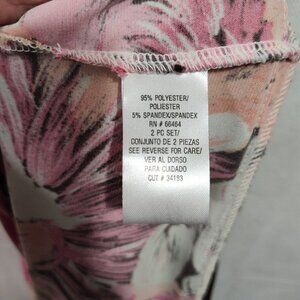 95% POLYESTER/
POLIESTER
5% SPANDEX/SPANDEX
RN # 66464
2 PC SET/
CONJUNTO DE 2 PIEZAS
SEE REVERSE FOR CARE/
VER AL DORSO
PARA CUIDADO
CUT # 34193